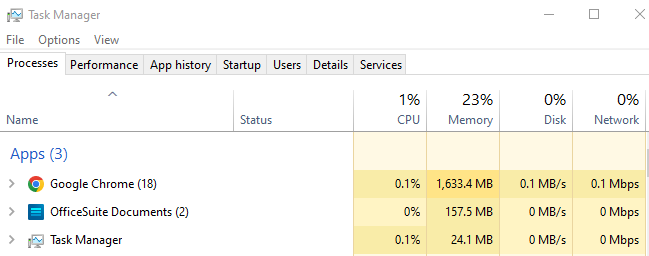 Task Manager
File Options View
Processes Performance App history Startup Users Details Services
1% 23% 0% 0%
Name Status CPU Memory Disk Network
Apps (3)
Google Chrome (18) 0.1% 1,633.4 MB 0.1 MB/s 0.1 Mbps
OfficeSuite Documents (2) 0% 157.5 MB 0 MB/s 0 Mbps
Task Manager 0.1% 24.1 MB 0 MB/s 0 Mbps